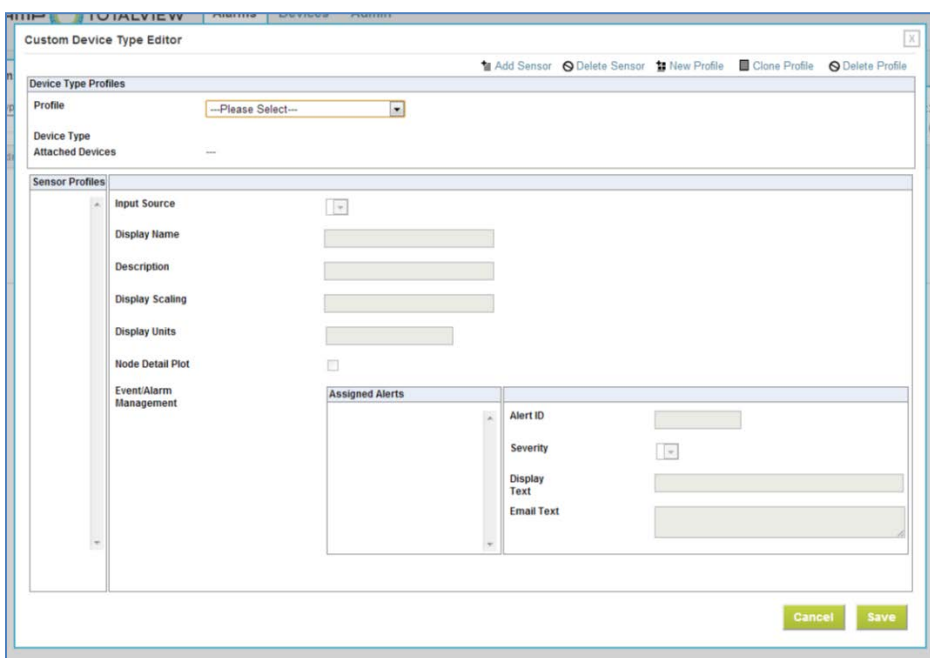 TOTALVIEW Alarms Devices Admin
Custom Device Type Editor X
Add Sensor Delete Sensor New Profile Clone Profile Delete Profile
Device Type Profiles
Profile ---Please Select---
Device Type
Attached Devices ---
Sensor Profiles
Input Source
Display Name
Description
Display Scaling
Display Units
Node Detail Plot
Event/Alarm
Management
Assigned Alerts
Alert ID
Severity
Display
Text
Email Text
Cancel Save